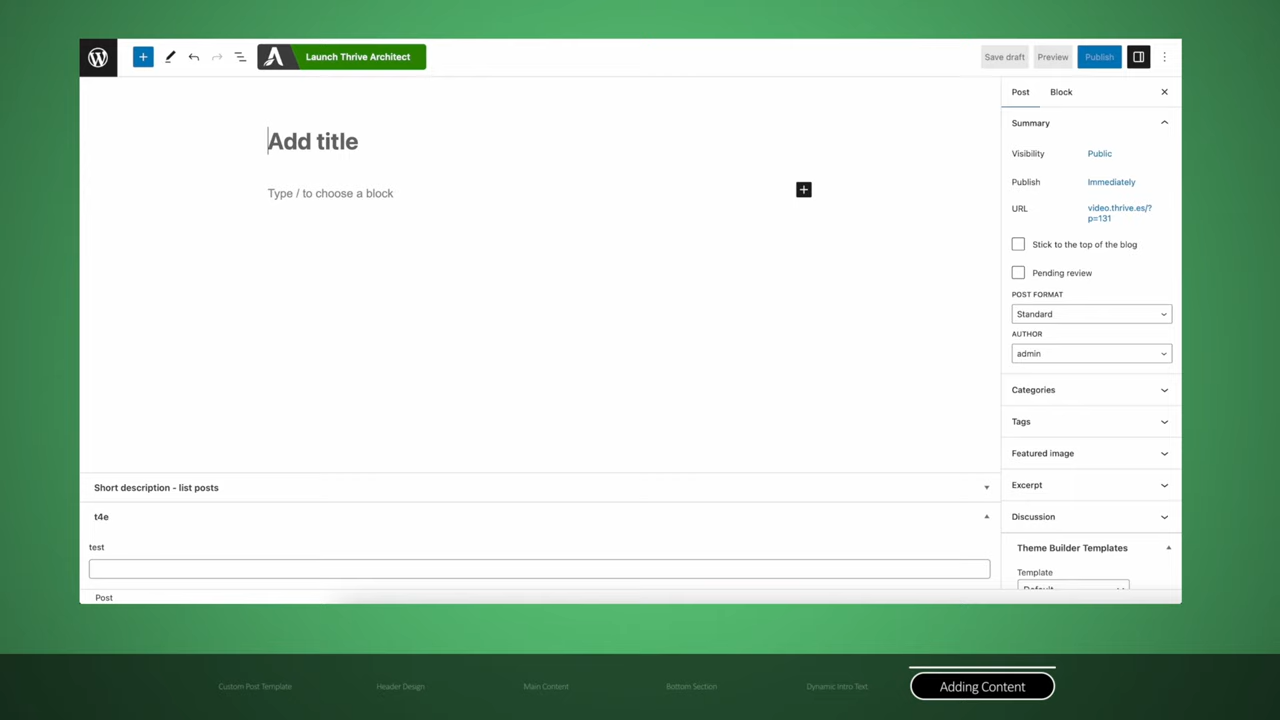 Launch Thrive Architect
Save draft
Preview
Publish
Post
Block
Add title
Type / to choose a block
Summary
Visibility
Public
Publish
Immediately
URL
video.thrive.es/?
p=131
Stick to the top of the blog
Pending review
POST FORMAT
Standard
AUTHOR
admin
Categories
Tags
Featured image
Excerpt
Discussion
Theme Builder Templates
Template
Default
Short description - list posts
t4e
test
Post
Custom Post Template
Header Design
Main Content
Bottom Section
Dynamic Intro Text
Adding Content